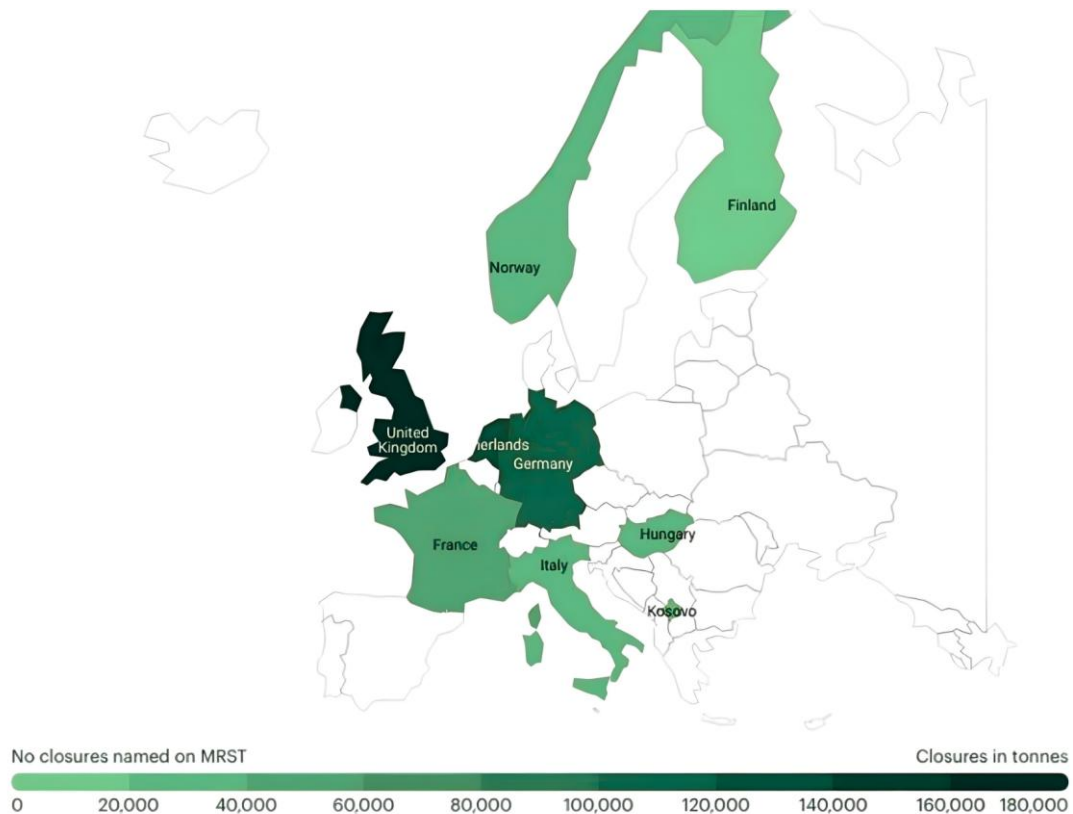 Finland
Norway
United
Kingdom
herlands
Germany
France
Hungary
Italy
Kosovo
No closures named on MRST
Closures in tonnes
0 20,000 40,000 60,000 80,000 100,000 120,000 140,000 160,000 180,000